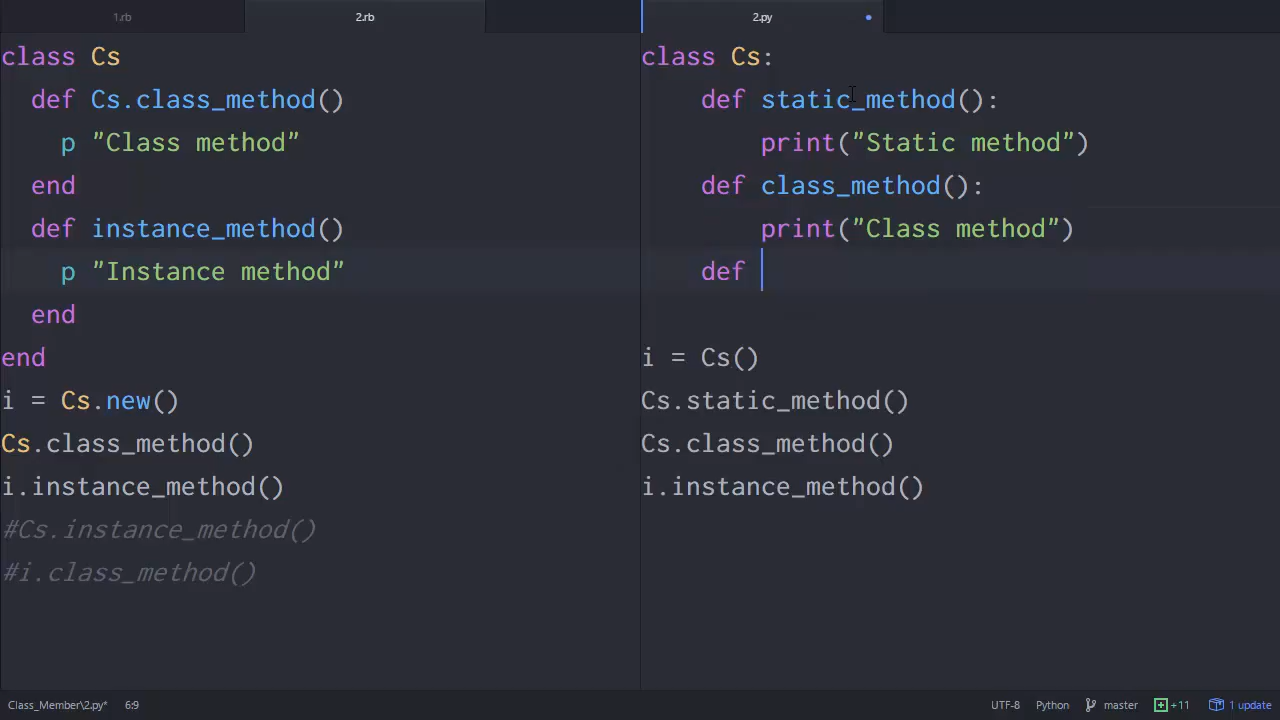 1.rb
2.rb
2.py
class Cs
def Cs.class_method()
p "Class method"
end
def instance_method()
p "Instance method"
end
end
i = Cs.new()
Cs.class_method()
i.instance_method()
#Cs.instance_method()
#i.class_method()
class Cs:
def static_method():
print("Static method")
def class_method():
print("Class method")
def
i = Cs()
Cs.static_method()
Cs.class_method()
i.instance_method()
Class_Member\2.py* 6:9
UTF-8 Python master +11 1 update